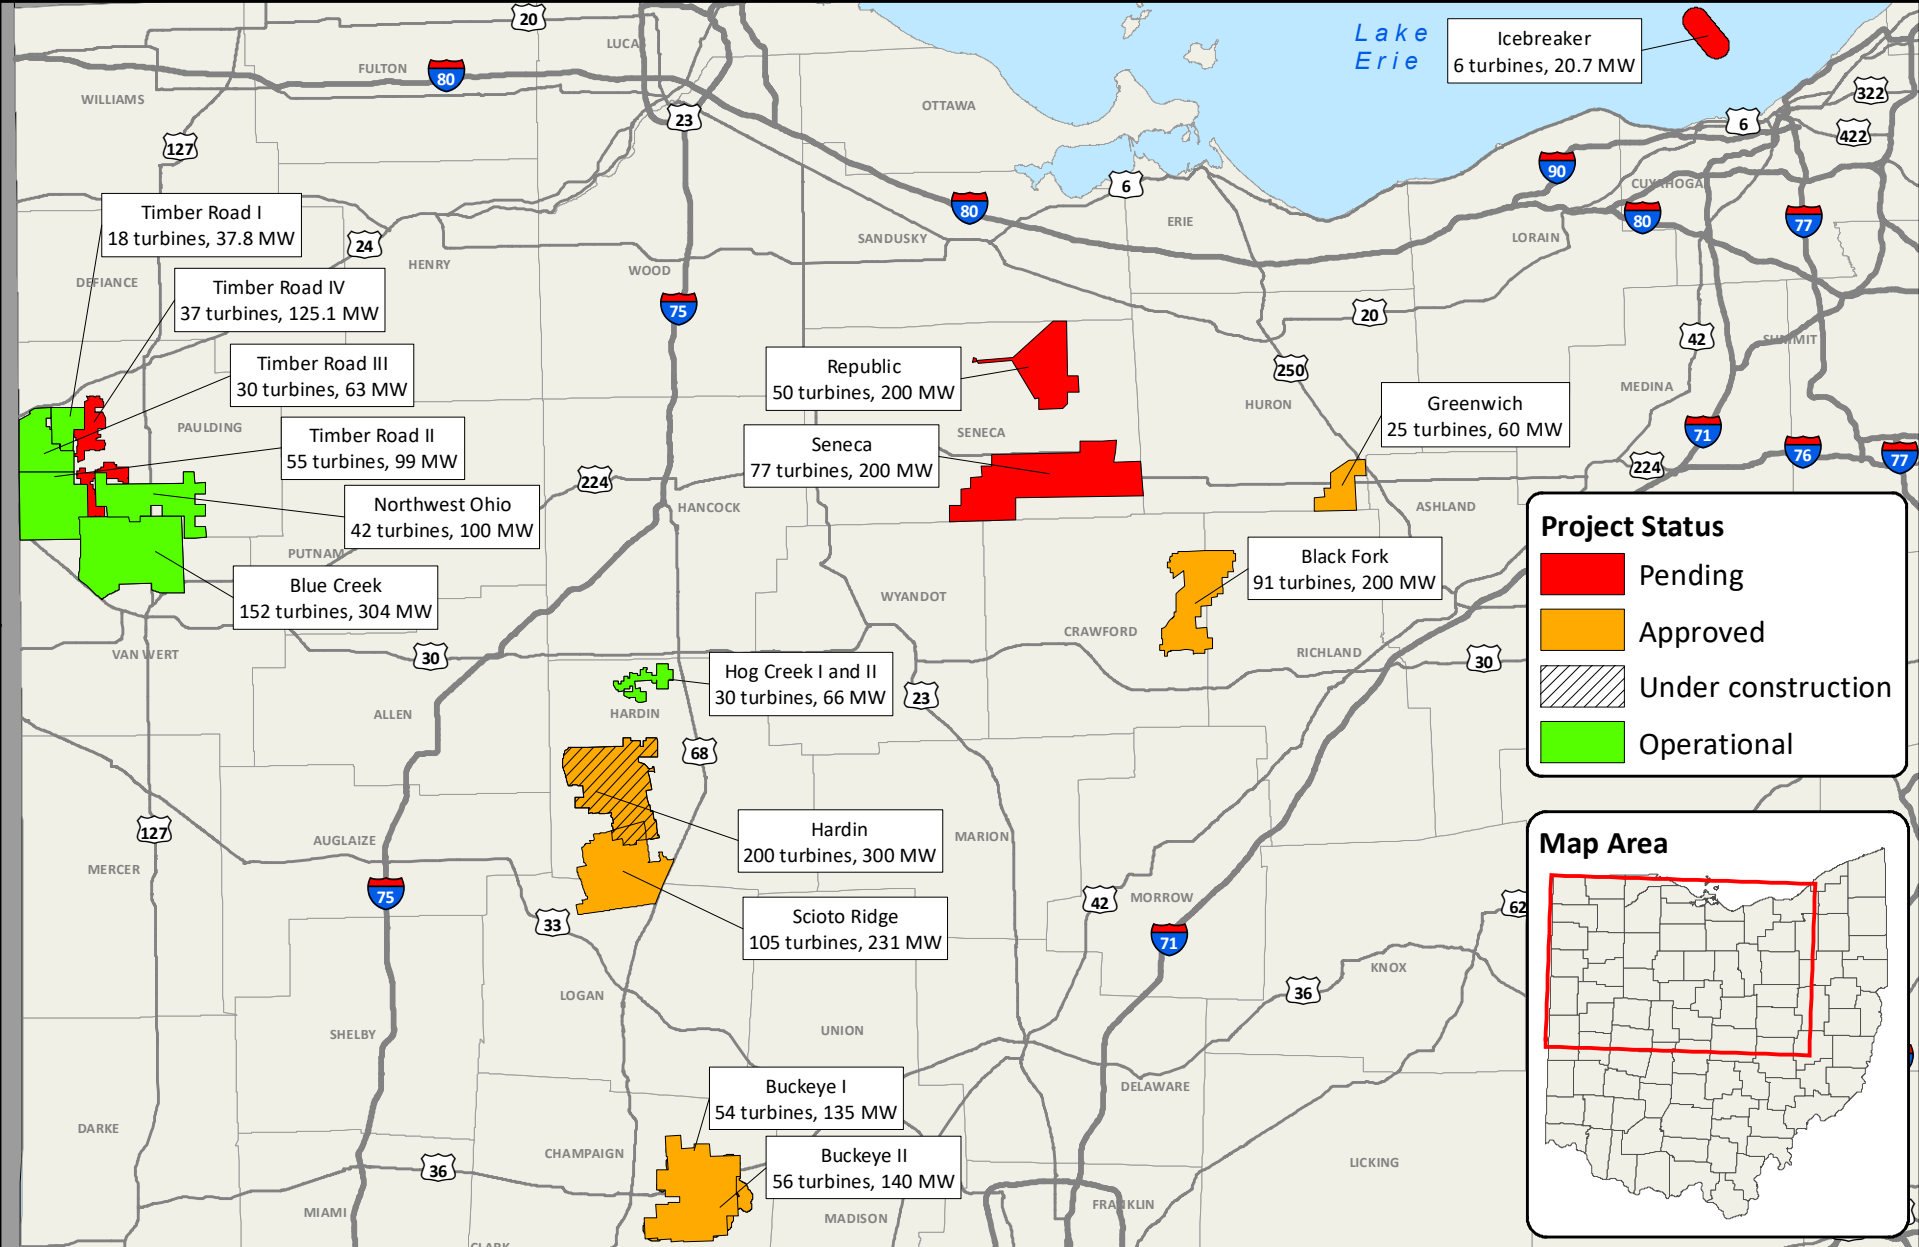 20
LUCA
FULTON
80
WILLIAMS
23
127
OTTAWA
Lake
Erie
Icebreaker
6 turbines, 20.7 MW
322
6
422
90
CUYAHOGA
6
80
ERIE
80
77
LORAIN
Timber Road I
18 turbines, 37.8 MW
24
SANDUSKY
HENRY
WOOD
DEFIANCE
Timber Road IV
37 turbines, 125.1 MW
75
20
42
SUMMIT
Timber Road III
30 turbines, 63 MW
Republic
50 turbines, 200 MW
250
MEDINA
HURON
Greenwich
25 turbines, 60 MW
PAULDING
Timber Road II
55 turbines, 99 MW
SENECA
Seneca
77 turbines, 200 MW
71
76
77
224
224
Northwest Ohio
42 turbines, 100 MW
HANCOCK
ASHLAND
PUTNAM
Blue Creek
152 turbines, 304 MW
Black Fork
91 turbines, 200 MW
WYANDOT
CRAWFORD
RICHLAND
VAN WERT
30
30
Hog Creek I and II
30 turbines, 66 MW
23
ALLEN
HARDIN
68
Project Status
Pending
Approved
Under construction
Operational
127
AUGLAIZE
Hardin
200 turbines, 300 MW
MARION
MERCER
75
42
MORROW
62
33
Scioto Ridge
105 turbines, 231 MW
71
KNOX
36
LOGAN
SHELBY
UNION
Map Area
Buckeye I
54 turbines, 135 MW
DELAWARE
DARKE
CHAMPAIGN
36
Buckeye II
56 turbines, 140 MW
LICKING
MIAMI
MADISON
FRANKLIN
CLARK